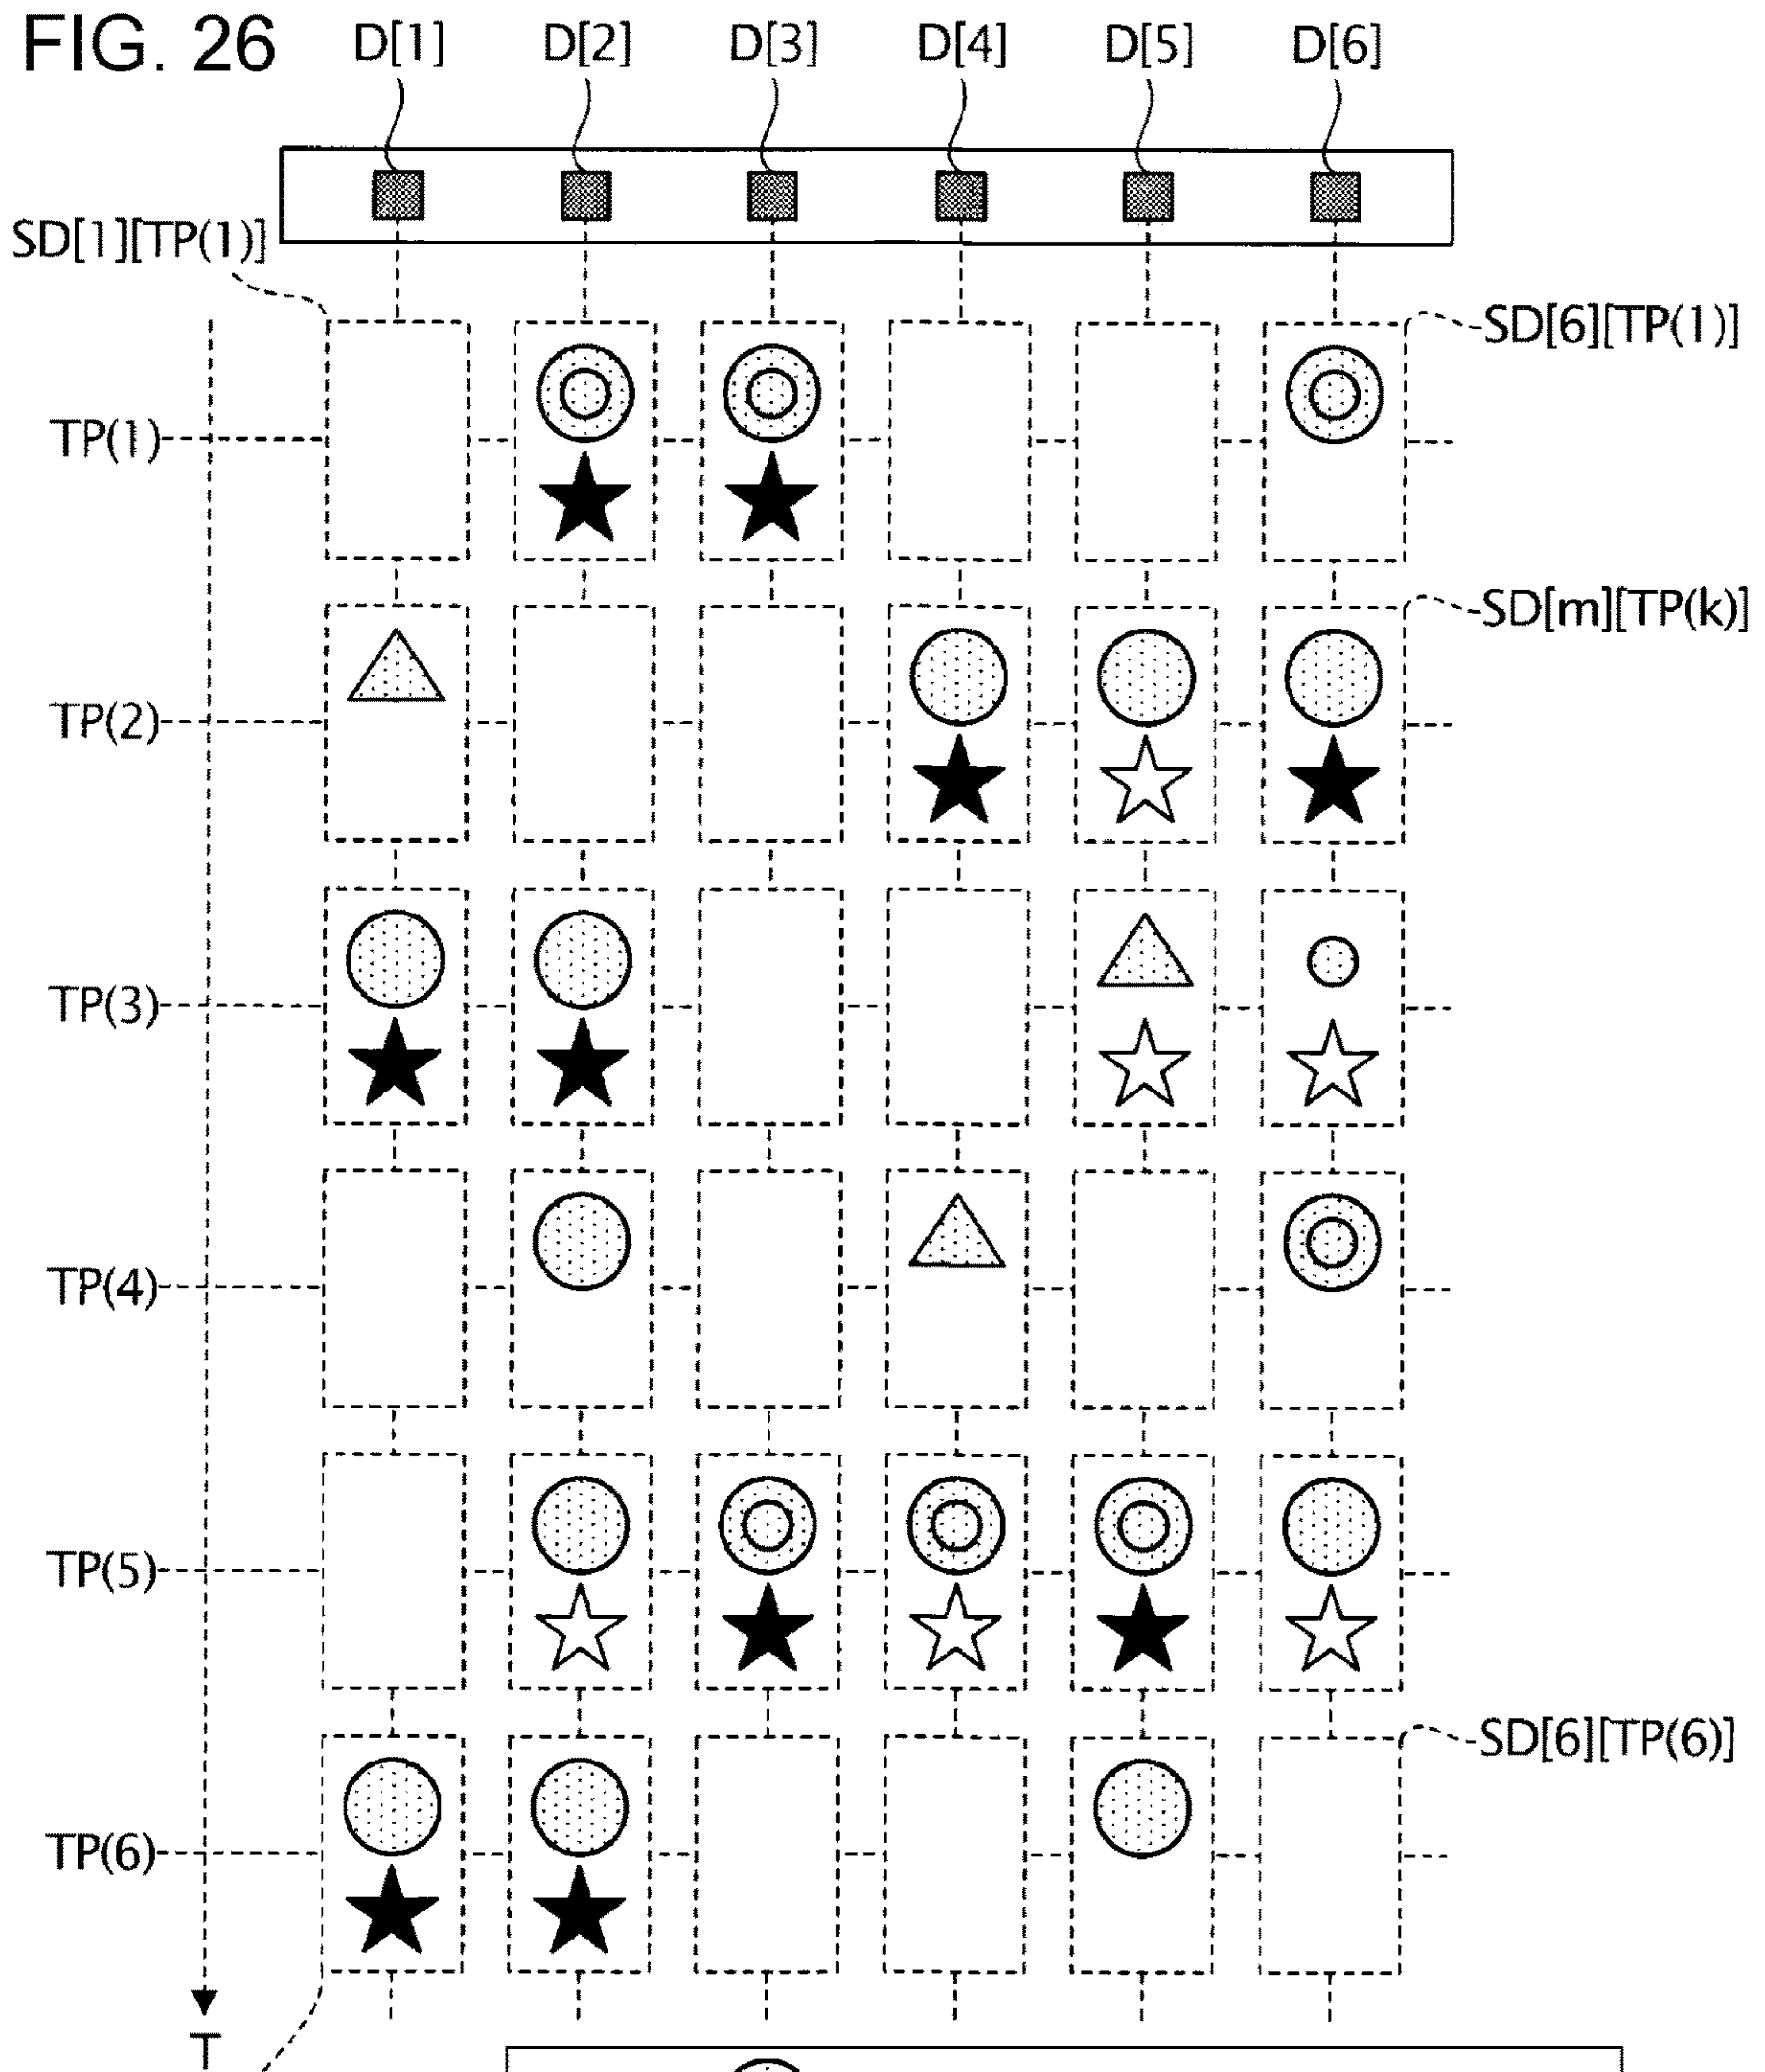 FIG. 26
D[1] D[2] D[3] D[4] D[5] D[6]
SD[1][TP(1)]
SD[6][TP(1)]
TP(1)
SD[m][TP(k)]
TP(2)
TP(3)
TP(4)
TP(5)
SD[6][TP(6)]
TP(6)
T